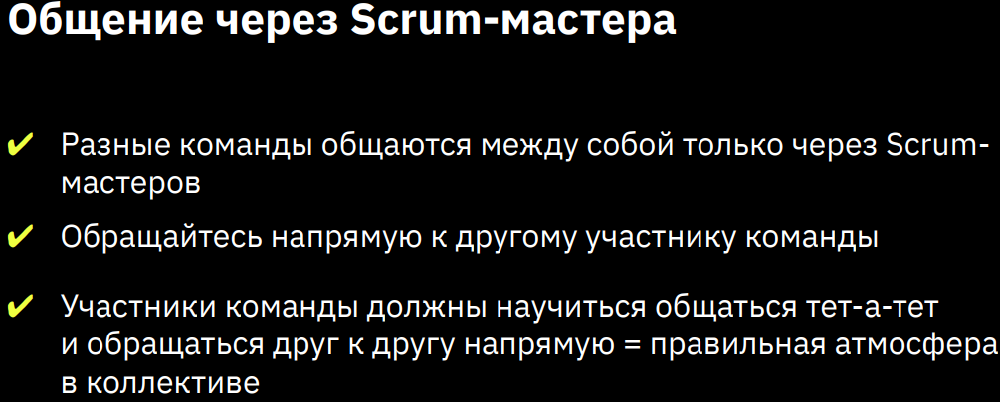 Общение через Scrum-мастера
✔ Разные команды общаются между собой только через Scrum-
мастеров
✔ Обращайтесь напрямую к другому участнику команды
✔ Участники команды должны научиться общаться тет-а-тет
и обращаться друг к другу напрямую = правильная атмосфера
в коллективе